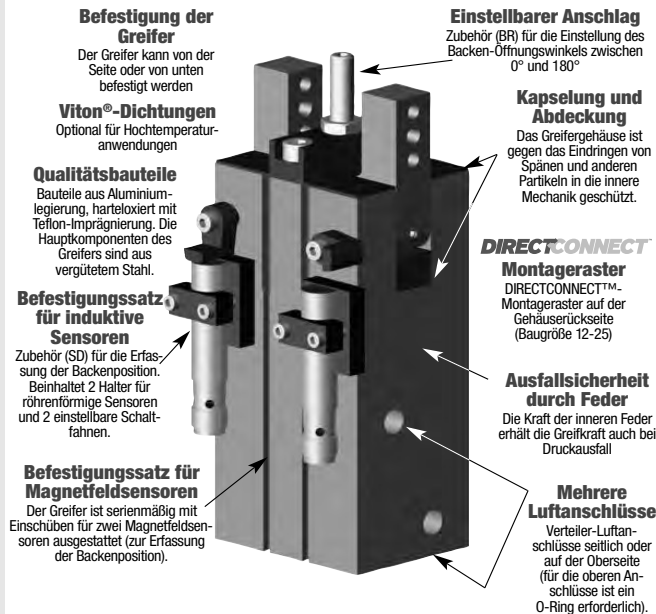 Befestigung der
Greifer
Der Greifer kann von der
Seite oder von unten
befestigt werden
Viton®-Dichtungen
Optional für Hochtemperatur-
anwendungen
Qualitätsbauteile
Bauteile aus Aluminium-
legierung, harteloxiert mit
Teflon-Imprägnierung. Die
Hauptkomponenten des
Greifers sind aus
vergütetem Stahl.
Befestigungssatz
für induktive
Sensoren
Zubehör (SD) für die Erfas-
sung der Backenposition.
Beinhaltet 2 Halter für
röhrenförmige Sensoren
und 2 einstellbare Schalt-
fahnen.
Befestigungssatz für
Magnetfeldsensoren
Der Greifer ist serienmäßig mit
Einschüben für zwei Magnetfeldsen-
soren ausgestattet (zur Erfassung
der Backenposition).
Einstellbarer Anschlag
Zubehör (BR) für die Einstellung des
Backen-Öffnungswinkels zwischen
0° und 180°
Kapselung und
Abdeckung
Das Greifergehäuse ist
gegen das Eindringen von
Spänen und anderen
Partikeln in die innere
Mechanik geschützt.
DIRECTCONNECT™
Montageraster
DIRECTCONNECT™-
Montageraster auf der
Gehäuserückseite
(Baugröße 12-25)
Ausfallsicherheit
durch Feder
Die Kraft der inneren Feder
erhält die Greifkraft auch bei
Druckausfall
Mehrere
Luftanschlüsse
Verteiler-Luftan-
schlüsse seitlich oder
auf der Oberseite
(für die oberen An-
schlüsse ist ein
O-Ring erforderlich).